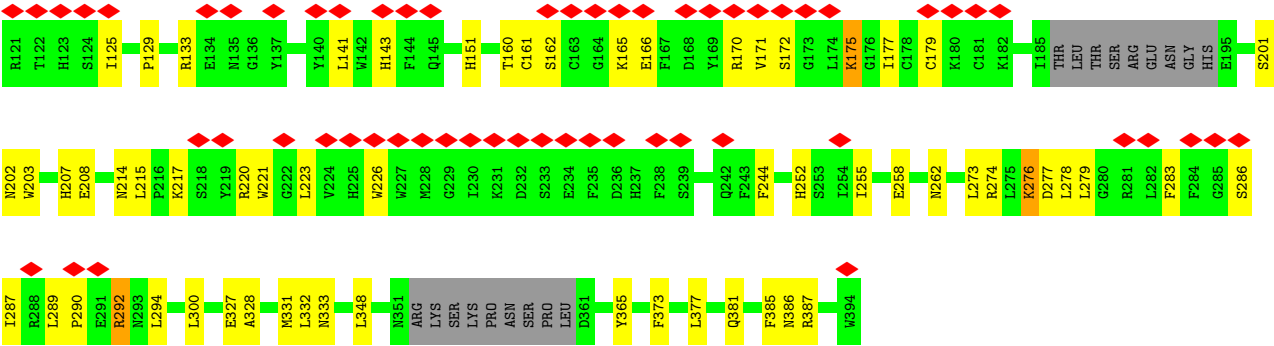 R121 T122 H123 S124 I125 P129 R133 E134 N135 G136 Y137 Y140 L141 W142 H143 F144 Q145 H151 T160 C161 S162 C163 G164 K165 E166 F167 D168 Y169 R170 V171 S172 G173 L174 K175 G176 I177 C178 C179 K180 C181 K182 I185 THR LEU THR SER ARG GLU ASN GLY HIS E195 S201
N202 W203 H207 E208 N214 L215 P216 K217 S218 Y219 R220 W221 G222 L223 V224 H225 W226 W227 M228 G229 I230 K231 D232 S233 E234 F235 D236 H237 F238 S239 Q242 F243 F244 H252 S253 I254 I255 E258 N262 L273 R274 L275 K276 D277 L278 L279 G280 R281 L282 F283 F284 G285 S286
I287 R288 L289 P290 E291 R292 N293 L294 L300 E327 A328 M331 L332 N333 L348 N351 ARG LYS SER LYS PRO ASN SER PRO LEU D361 Y365 F373 L377 Q381 F385 N386 R387 W394